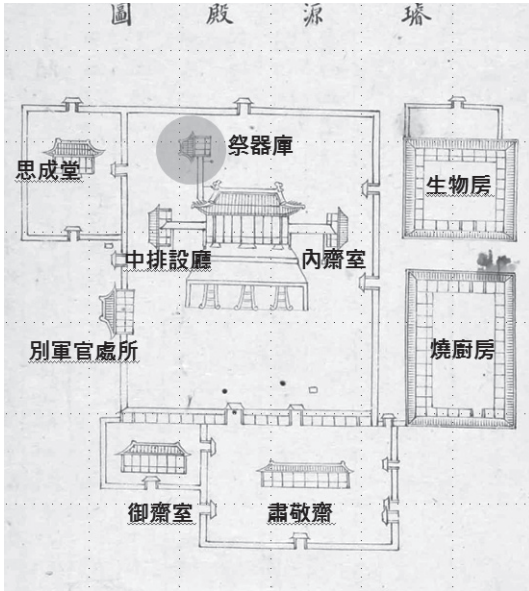 璿源殿圖
祭器庫
思成堂
生物房
中排設廳
內齋室
別軍官處所
燒廚房
御齋室
肅敬齋